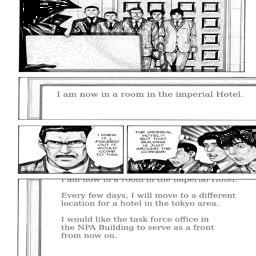 I am now in a room in the imperial Hotel.
I KNEW
IT. I
FIGURED
OUT IT
WOULD
COME
TO THIS.
THE IMPERIAL
HOTEL?!
BUT THAT
BUILDING
IS JUST
AROUND THE
CORNER!
I am now in a room in the imperial Hotel.
Every few days, I will move to a different
location for a hotel in the tokyo area.
I would like the task force office in
the NPA Building to serve as a front
from now on.